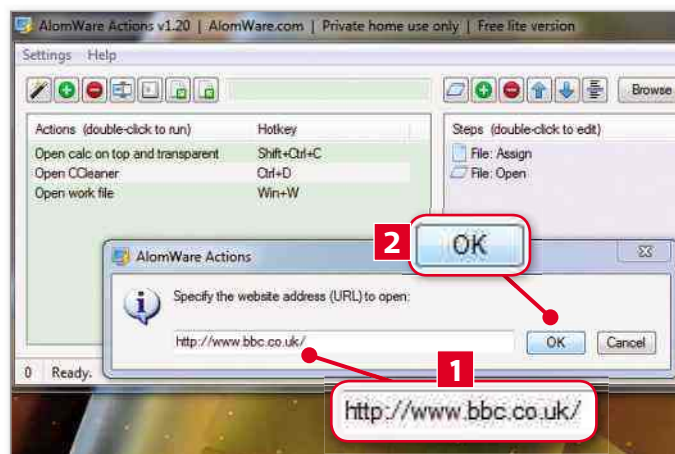 AlomWare Actions v1.20 | AlomWare.com | Private home use only | Free lite version
Settings Help
Browse
Actions (double-click to run) Hotkey Steps (double-click to edit)
Open calc on top and transparent Shift+Ctrl+C File: Assign
Open CCleaner Ctrl+D File: Open
Open work file Win+W
2 OK
AlomWare Actions
Specify the website address (URL) to open:
http://www.bbc.co.uk/ OK Cancel
0 Ready.
1
http://www.bbc.co.uk/